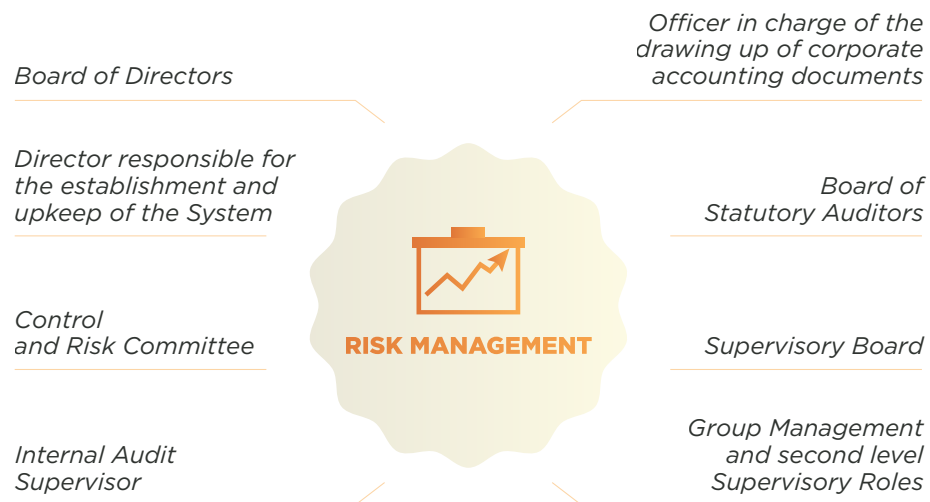 Board of Directors
Director responsible for
the establishment and
upkeep of the System
Control
and Risk Committee
Internal Audit
Supervisor
RISK MANAGEMENT
Officer in charge of the
drawing up of corporate
accounting documents
Board of
Statutory Auditors
Supervisory Board
Group Management
and second level
Supervisory Roles